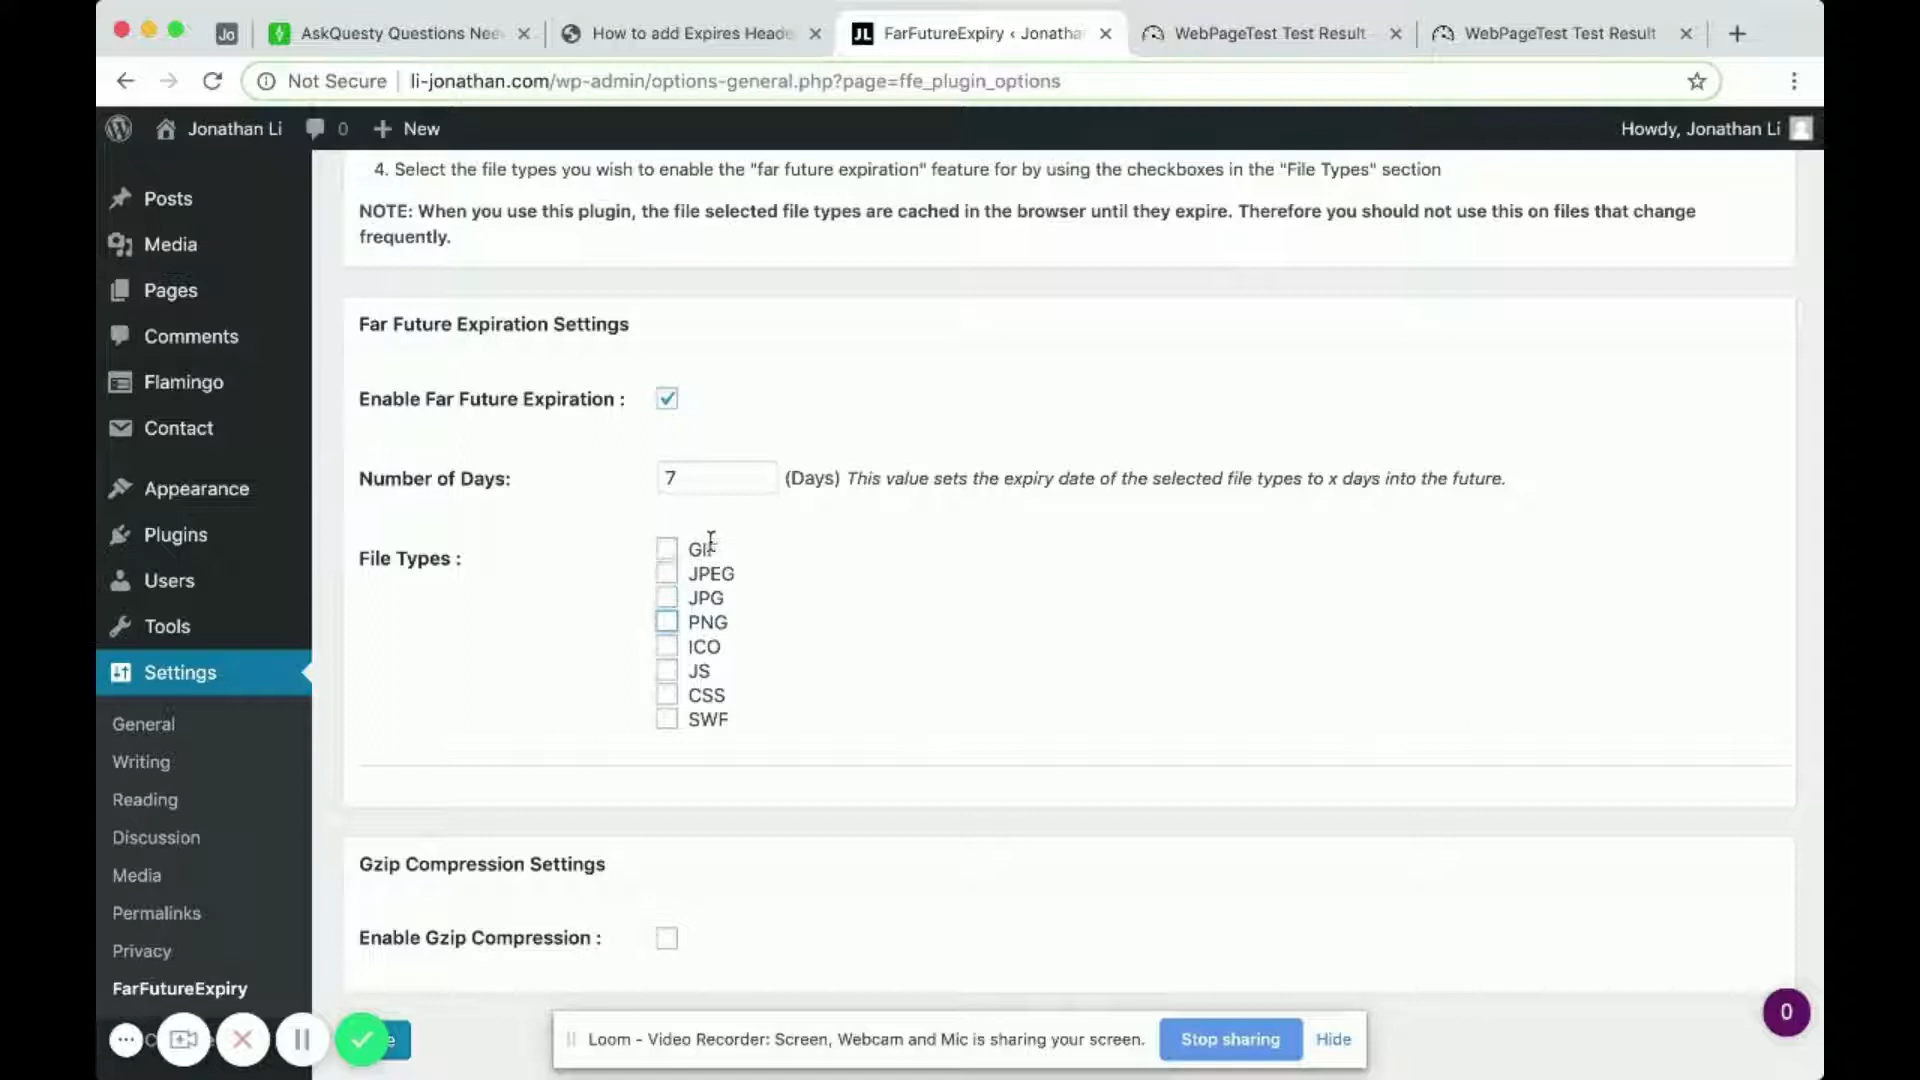 Jo
AskQuesty Questions Nee
How to add Expires Heade
JL
FarFutureExpiry ‹ Jonatha
WebPageTest Test Result
WebPageTest Test Result
Not Secure
li-jonathan.com/wp-admin/options-general.php?page=ffe_plugin_options
Jonathan Li
0
New
Howdy, Jonathan Li
Posts
Media
Pages
Comments
Flamingo
Contact
Appearance
Plugins
Users
Tools
Settings
General
Writing
Reading
Discussion
Media
Permalinks
Privacy
FarFutureExpiry
4. Select the file types you wish to enable the "far future expiration" feature for by using the checkboxes in the "File Types" section
NOTE: When you use this plugin, the file selected file types are cached in the browser until they expire. Therefore you should not use this on files that change
frequently.
Far Future Expiration Settings
Enable Far Future Expiration :
Number of Days:
7
(Days) This value sets the expiry date of the selected file types to x days into the future.
File Types :
GIF
JPEG
JPG
PNG
ICO
JS
CSS
SWF
Gzip Compression Settings
Enable Gzip Compression :
Loom - Video Recorder: Screen, Webcam and Mic is sharing your screen.
Stop sharing
Hide
0